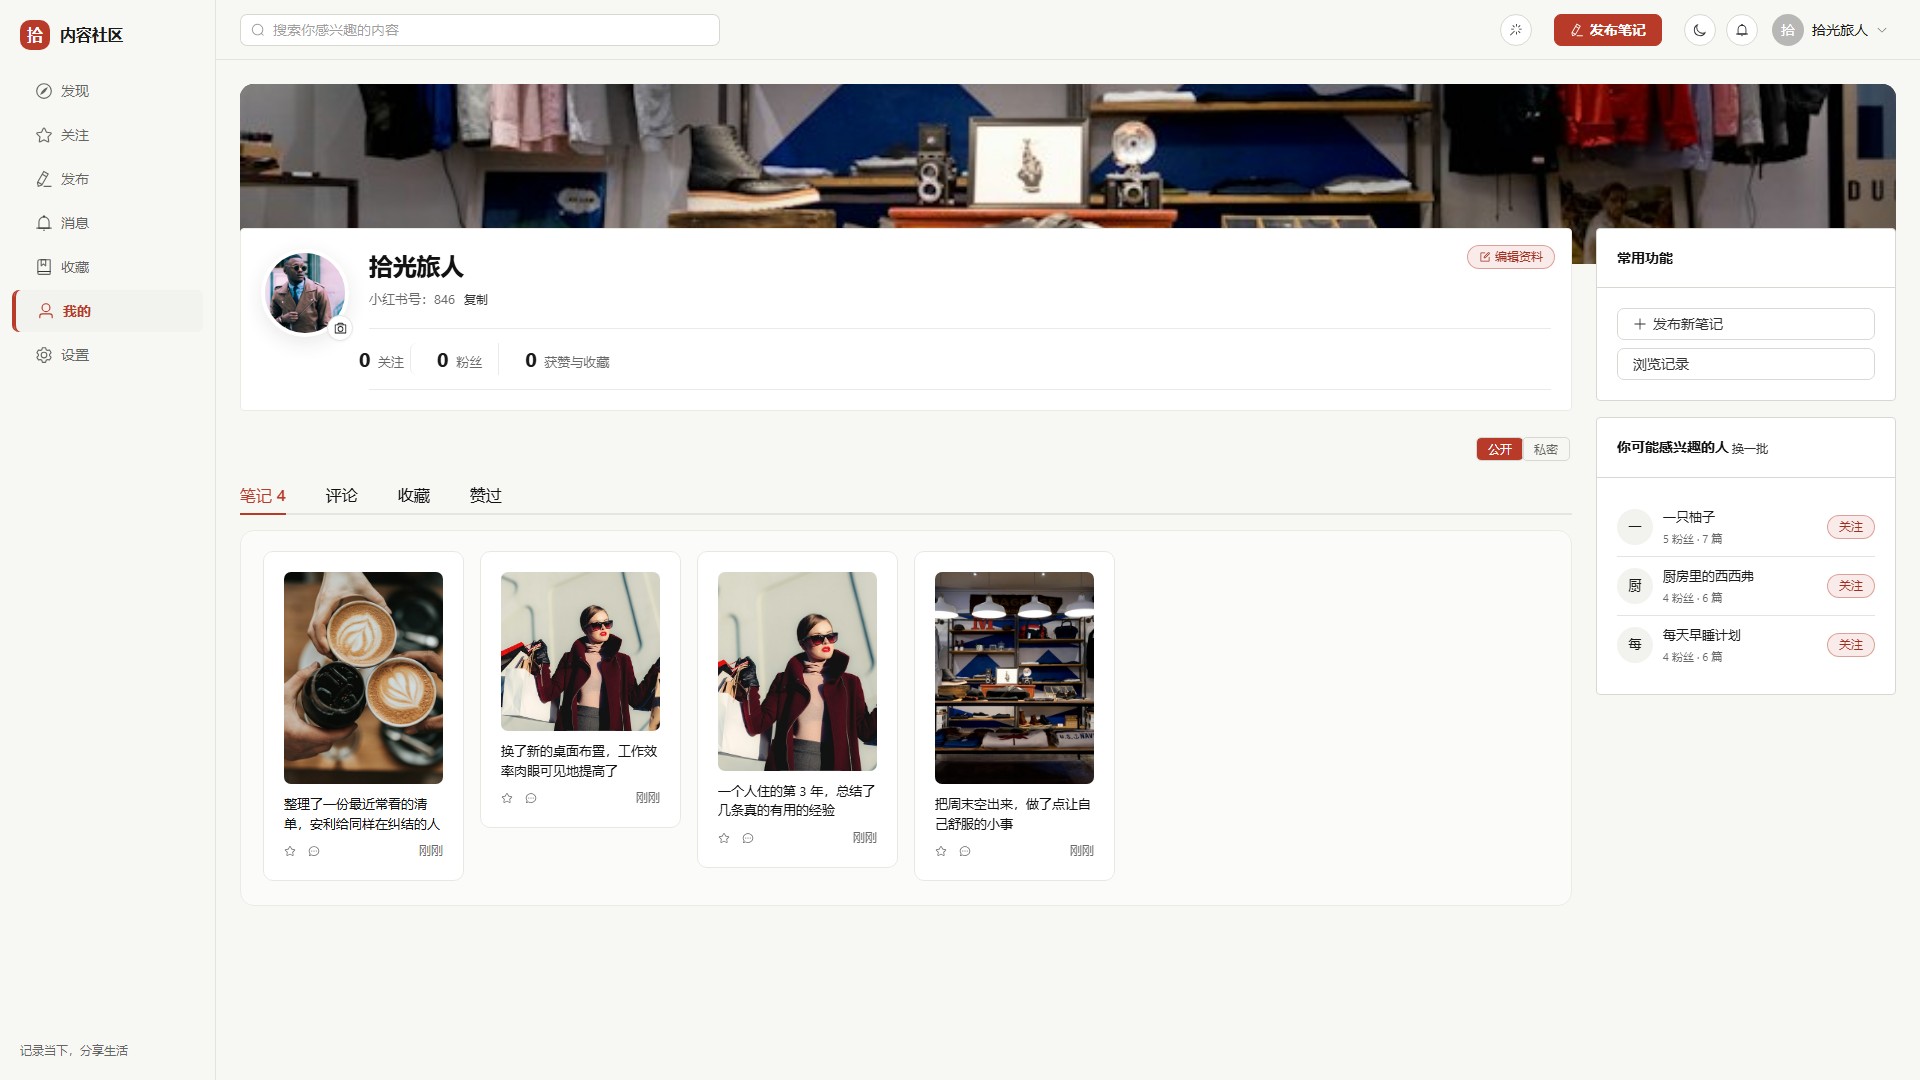 拾 内容社区
搜索你感兴趣的内容
发布笔记
拾 拾光旅人
发现
关注
发布
消息
收藏
我的
设置
记录当下，分享生活
DU
拾光旅人
小红书号：846 复制
编辑资料
0 关注 0 粉丝 0 获赞与收藏
常用功能
发布新笔记
浏览记录
公开 私密
笔记 4 评论 收藏 赞过
整理了一份最近常看的清
单，安利给同样在纠结的人
刚刚
换了新的桌面布置，工作效
率肉眼可见地提高了
刚刚
一个人住的第 3 年，总结了
几条真的有用的经验
刚刚
把周末空出来，做了点让自
己舒服的小事
刚刚
你可能感兴趣的人 换一批
一 一只柚子
5 粉丝 · 7 篇
关注
厨 厨房里的西西弗
4 粉丝 · 6 篇
关注
每 每天早睡计划
4 粉丝 · 6 篇
关注